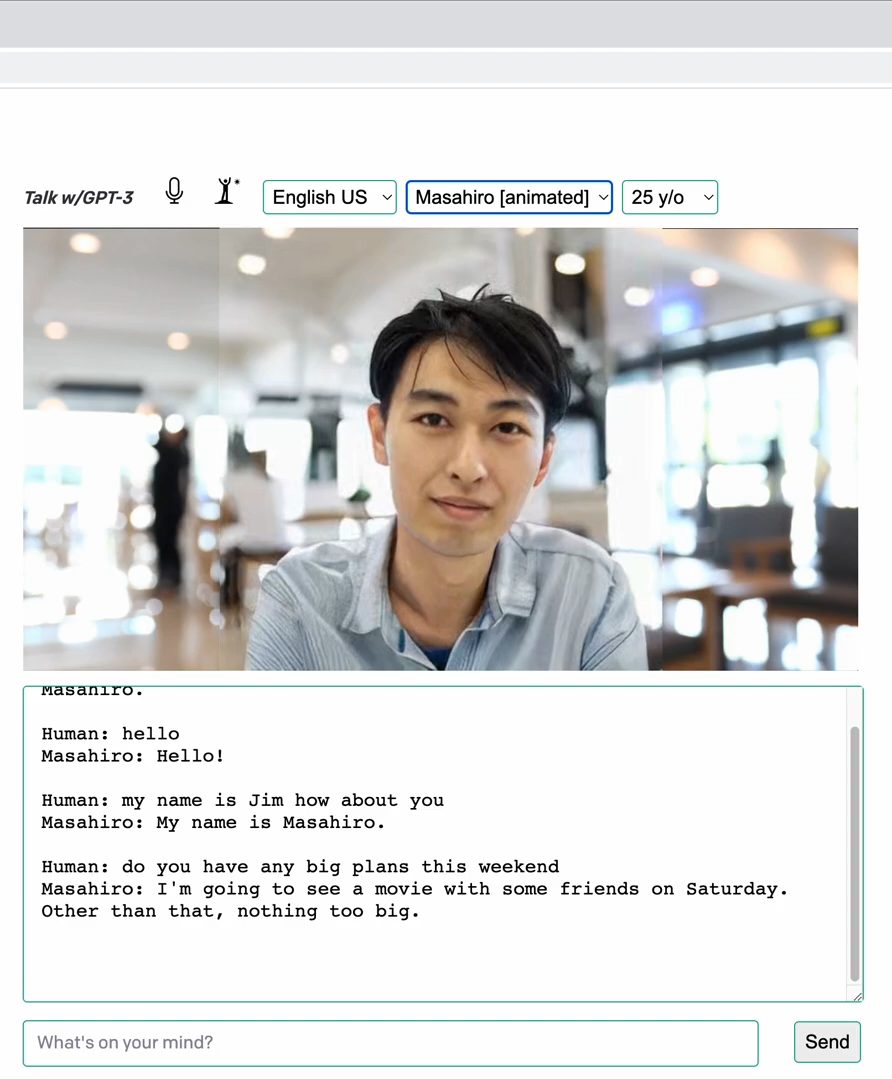 Talk w/GPT-3
English US
Masahiro [animated]
25 y/o
Masahiro.
Human: hello
Masahiro: Hello!
Human: my name is Jim how about you
Masahiro: My name is Masahiro.
Human: do you have any big plans this weekend
Masahiro: I'm going to see a movie with some friends on Saturday.
Other than that, nothing too big.
What's on your mind?
Send